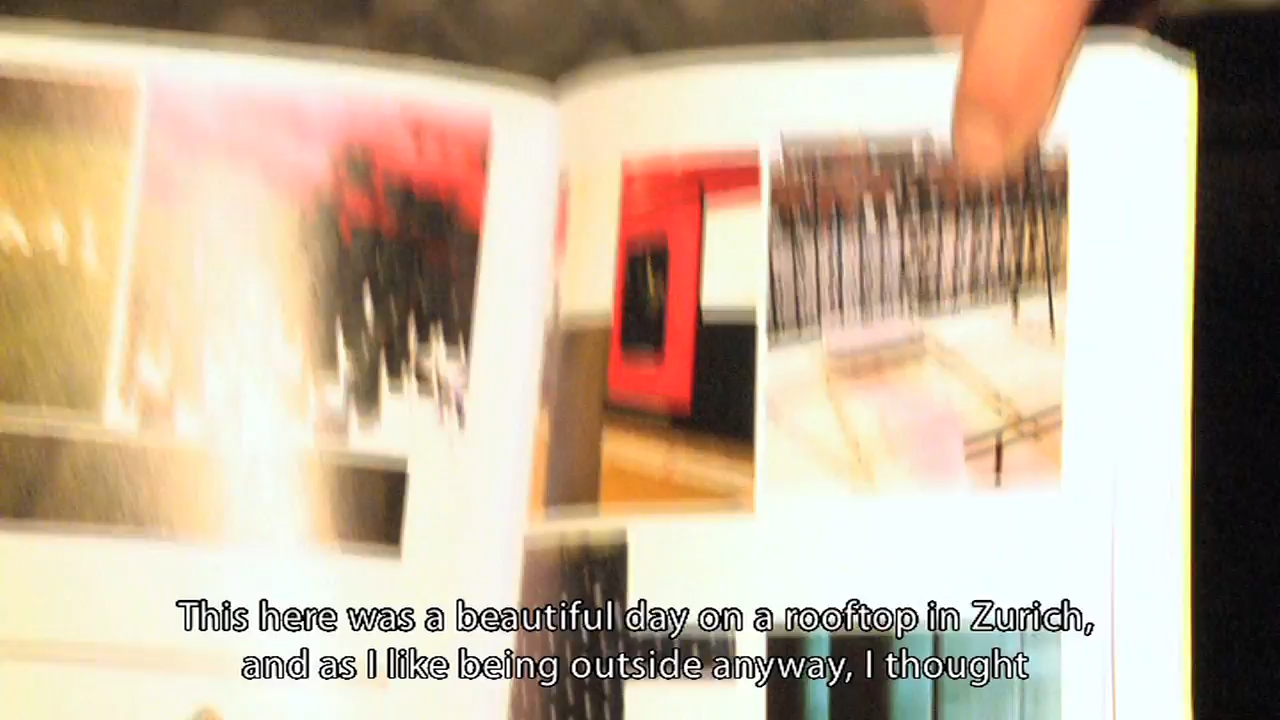 This here was a beautiful day on a rooftop in Zurich,
and as I like being outside anyway, I thought